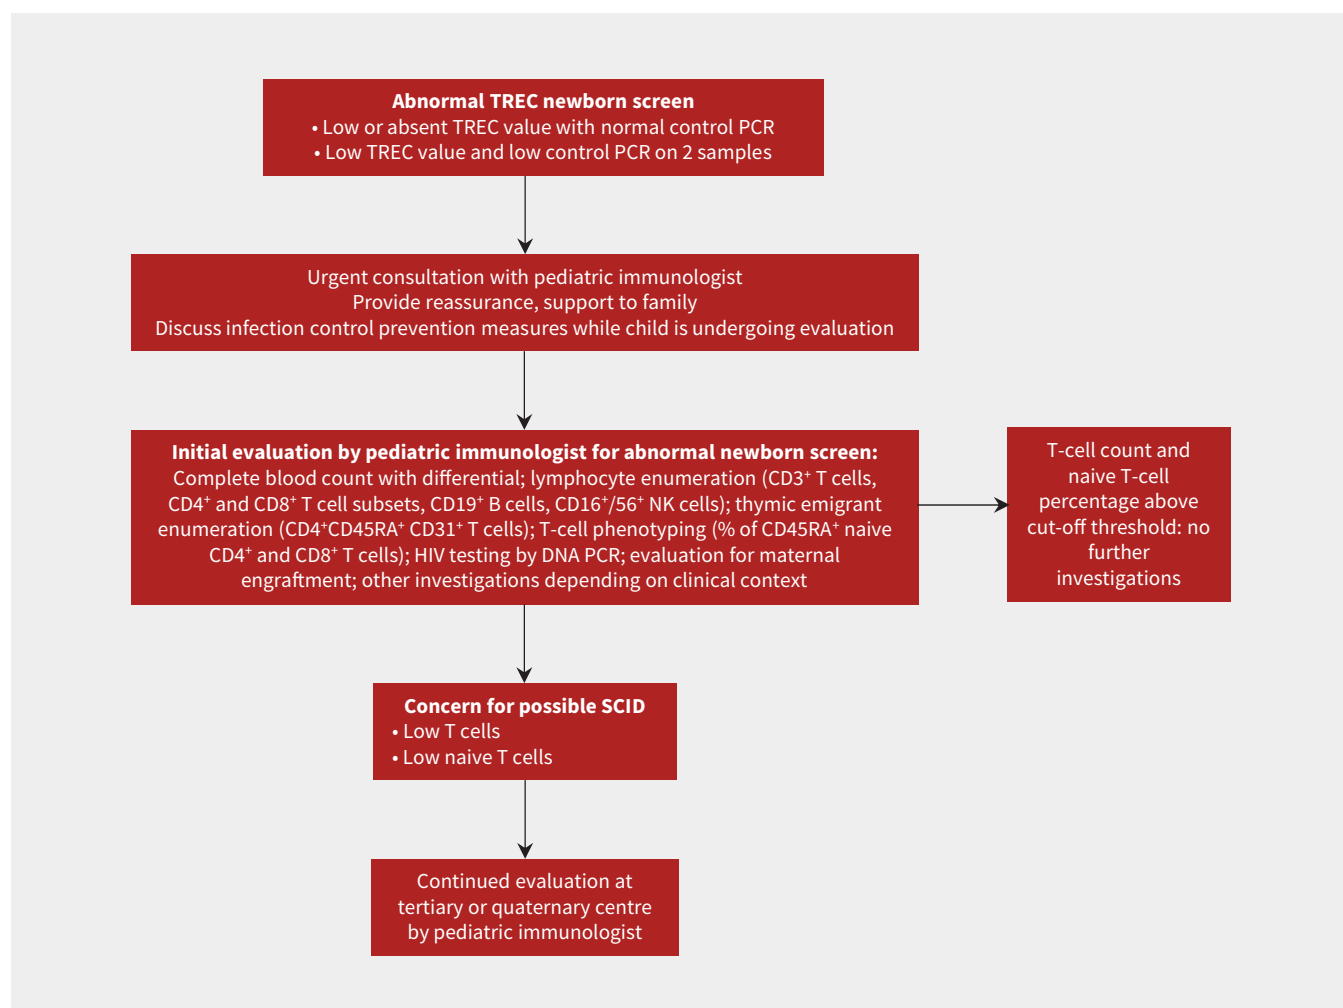 Abnormal TREC newborn screen
• Low or absent TREC value with normal control PCR
• Low TREC value and low control PCR on 2 samples
Urgent consultation with pediatric immunologist
Provide reassurance, support to family
Discuss infection control prevention measures while child is undergoing evaluation
Initial evaluation by pediatric immunologist for abnormal newborn screen:
Complete blood count with differential; lymphocyte enumeration (CD3⁺ T cells,
CD4⁺ and CD8⁺ T cell subsets, CD19⁺ B cells, CD16⁺/56⁺ NK cells); thymic emigrant
enumeration (CD4⁺CD45RA⁺ CD31⁺ T cells); T-cell phenotyping (% of CD45RA⁺ naive
CD4⁺ and CD8⁺ T cells); HIV testing by DNA PCR; evaluation for maternal
engraftment; other investigations depending on clinical context
T-cell count and
naive T-cell
percentage above
cut-off threshold: no
further
investigations
Concern for possible SCID
• Low T cells
• Low naive T cells
Continued evaluation at
tertiary or quaternary centre
by pediatric immunologist